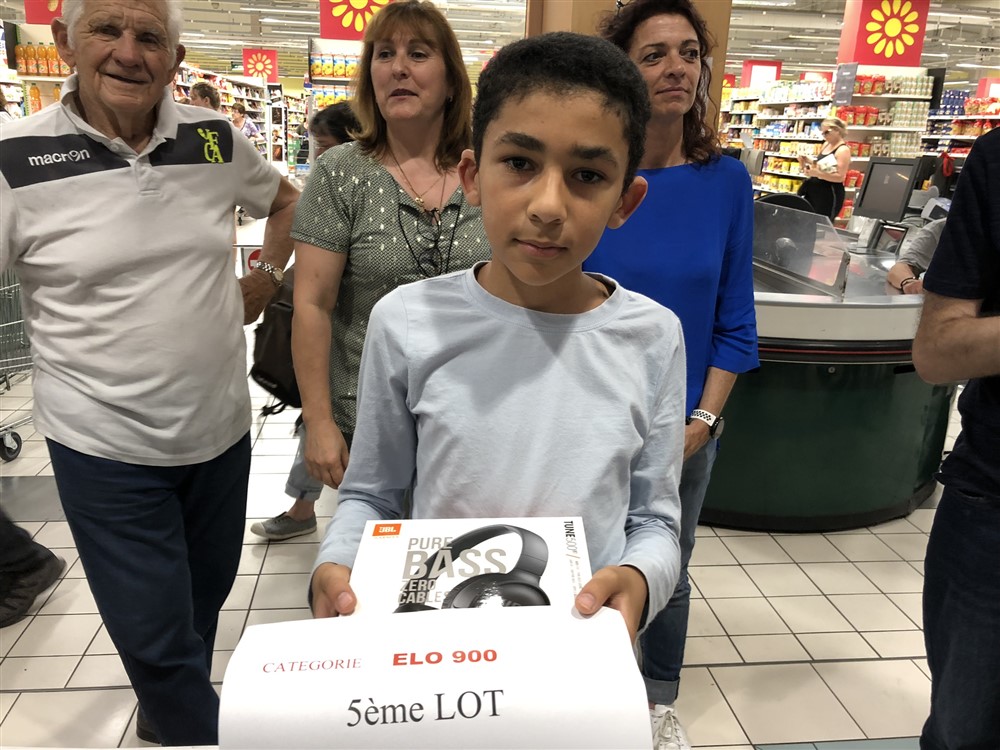 macron
JBL
PURE
BASS
ZERO
CABLES
TUNE500BT
CATEGORIE ELO 900
5ème LOT